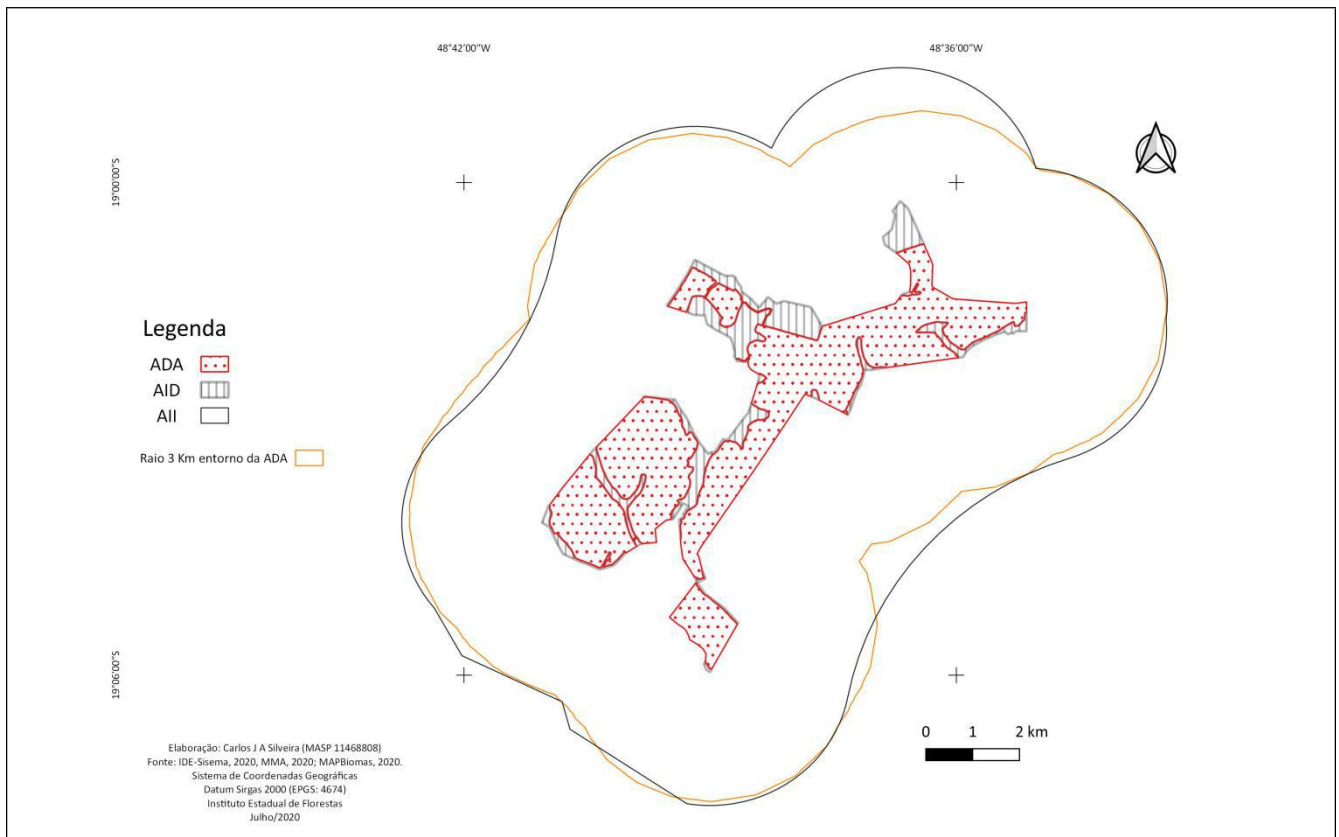 48°42'00"W
48°36'00"W
19°00'00"S
Legenda
ADA
AID
AII
Raio 3 Km entorno da ADA
19°06'00"S
0 1 2 km
Elaboração: Carlos J A Silveira (MASP 11468808)
Fonte: IDE-Sisema, 2020, MMA, 2020; MAPBiomas, 2020.
Sistema de Coordenadas Geográficas
Datum Sirgas 2000 (EPGS: 4674)
Instituto Estadual de Florestas
Julho/2020